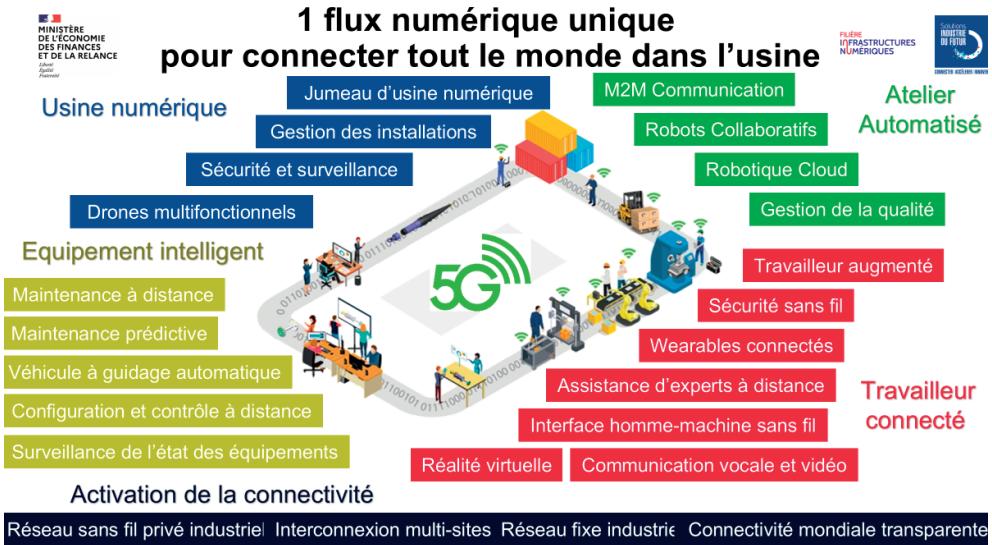 1 flux numérique unique
pour connecter tout le monde dans l'usine
MINISTÈRE
DE L'ÉCONOMIE
DES FINANCES
ET DE LA RELANCE
Liberté
Égalité
Fraternité
FILIÈRE
INFRASTRUCTURES
NUMÉRIQUES
Solutions
INDUSTRIE
DU FUTUR
Usine numérique
Jumeau d'usine numérique
Gestion des installations
Sécurité et surveillance
Drones multifonctionnels
M2M Communication
Robots Collaboratifs
Robotique Cloud
Gestion de la qualité
Atelier
Automatisé
Equipement intelligent
Maintenance à distance
Maintenance prédictive
Véhicule à guidage automatique
Configuration et contrôle à distance
Surveillance de l'état des équipements
5G
Travailleur augmenté
Sécurité sans fil
Wearables connectés
Assistance d'experts à distance
Interface homme-machine sans fil
Réalité virtuelle
Communication vocale et vidéo
Travailleur
connecté
Activation de la connectivité
Réseau sans fil privé industriel Interconnexion multi-sites Réseau fixe industrie Connectivité mondiale transparente